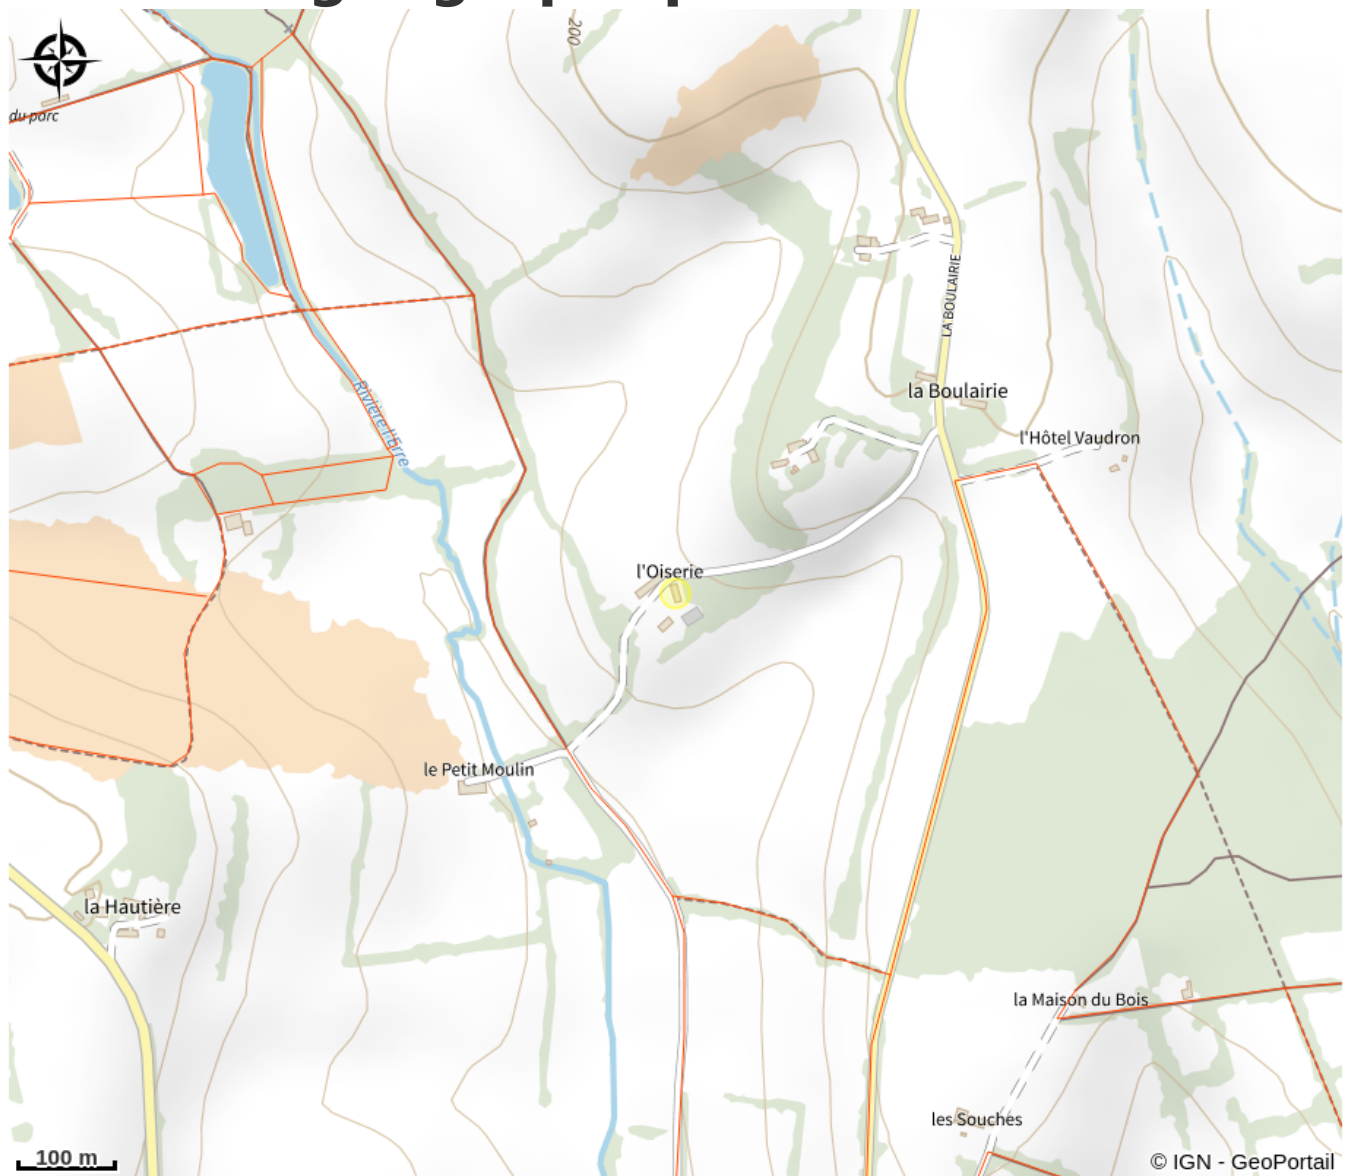 200
du parc
LA BOULAIRIE
la Boulairie
Rivière l'Erre
l'Hôtel Vaudron
l'Oiserie
le Petit Moulin
la Hautière
la Maison du Bois
les Souches
100 m
© IGN - GeoPortail